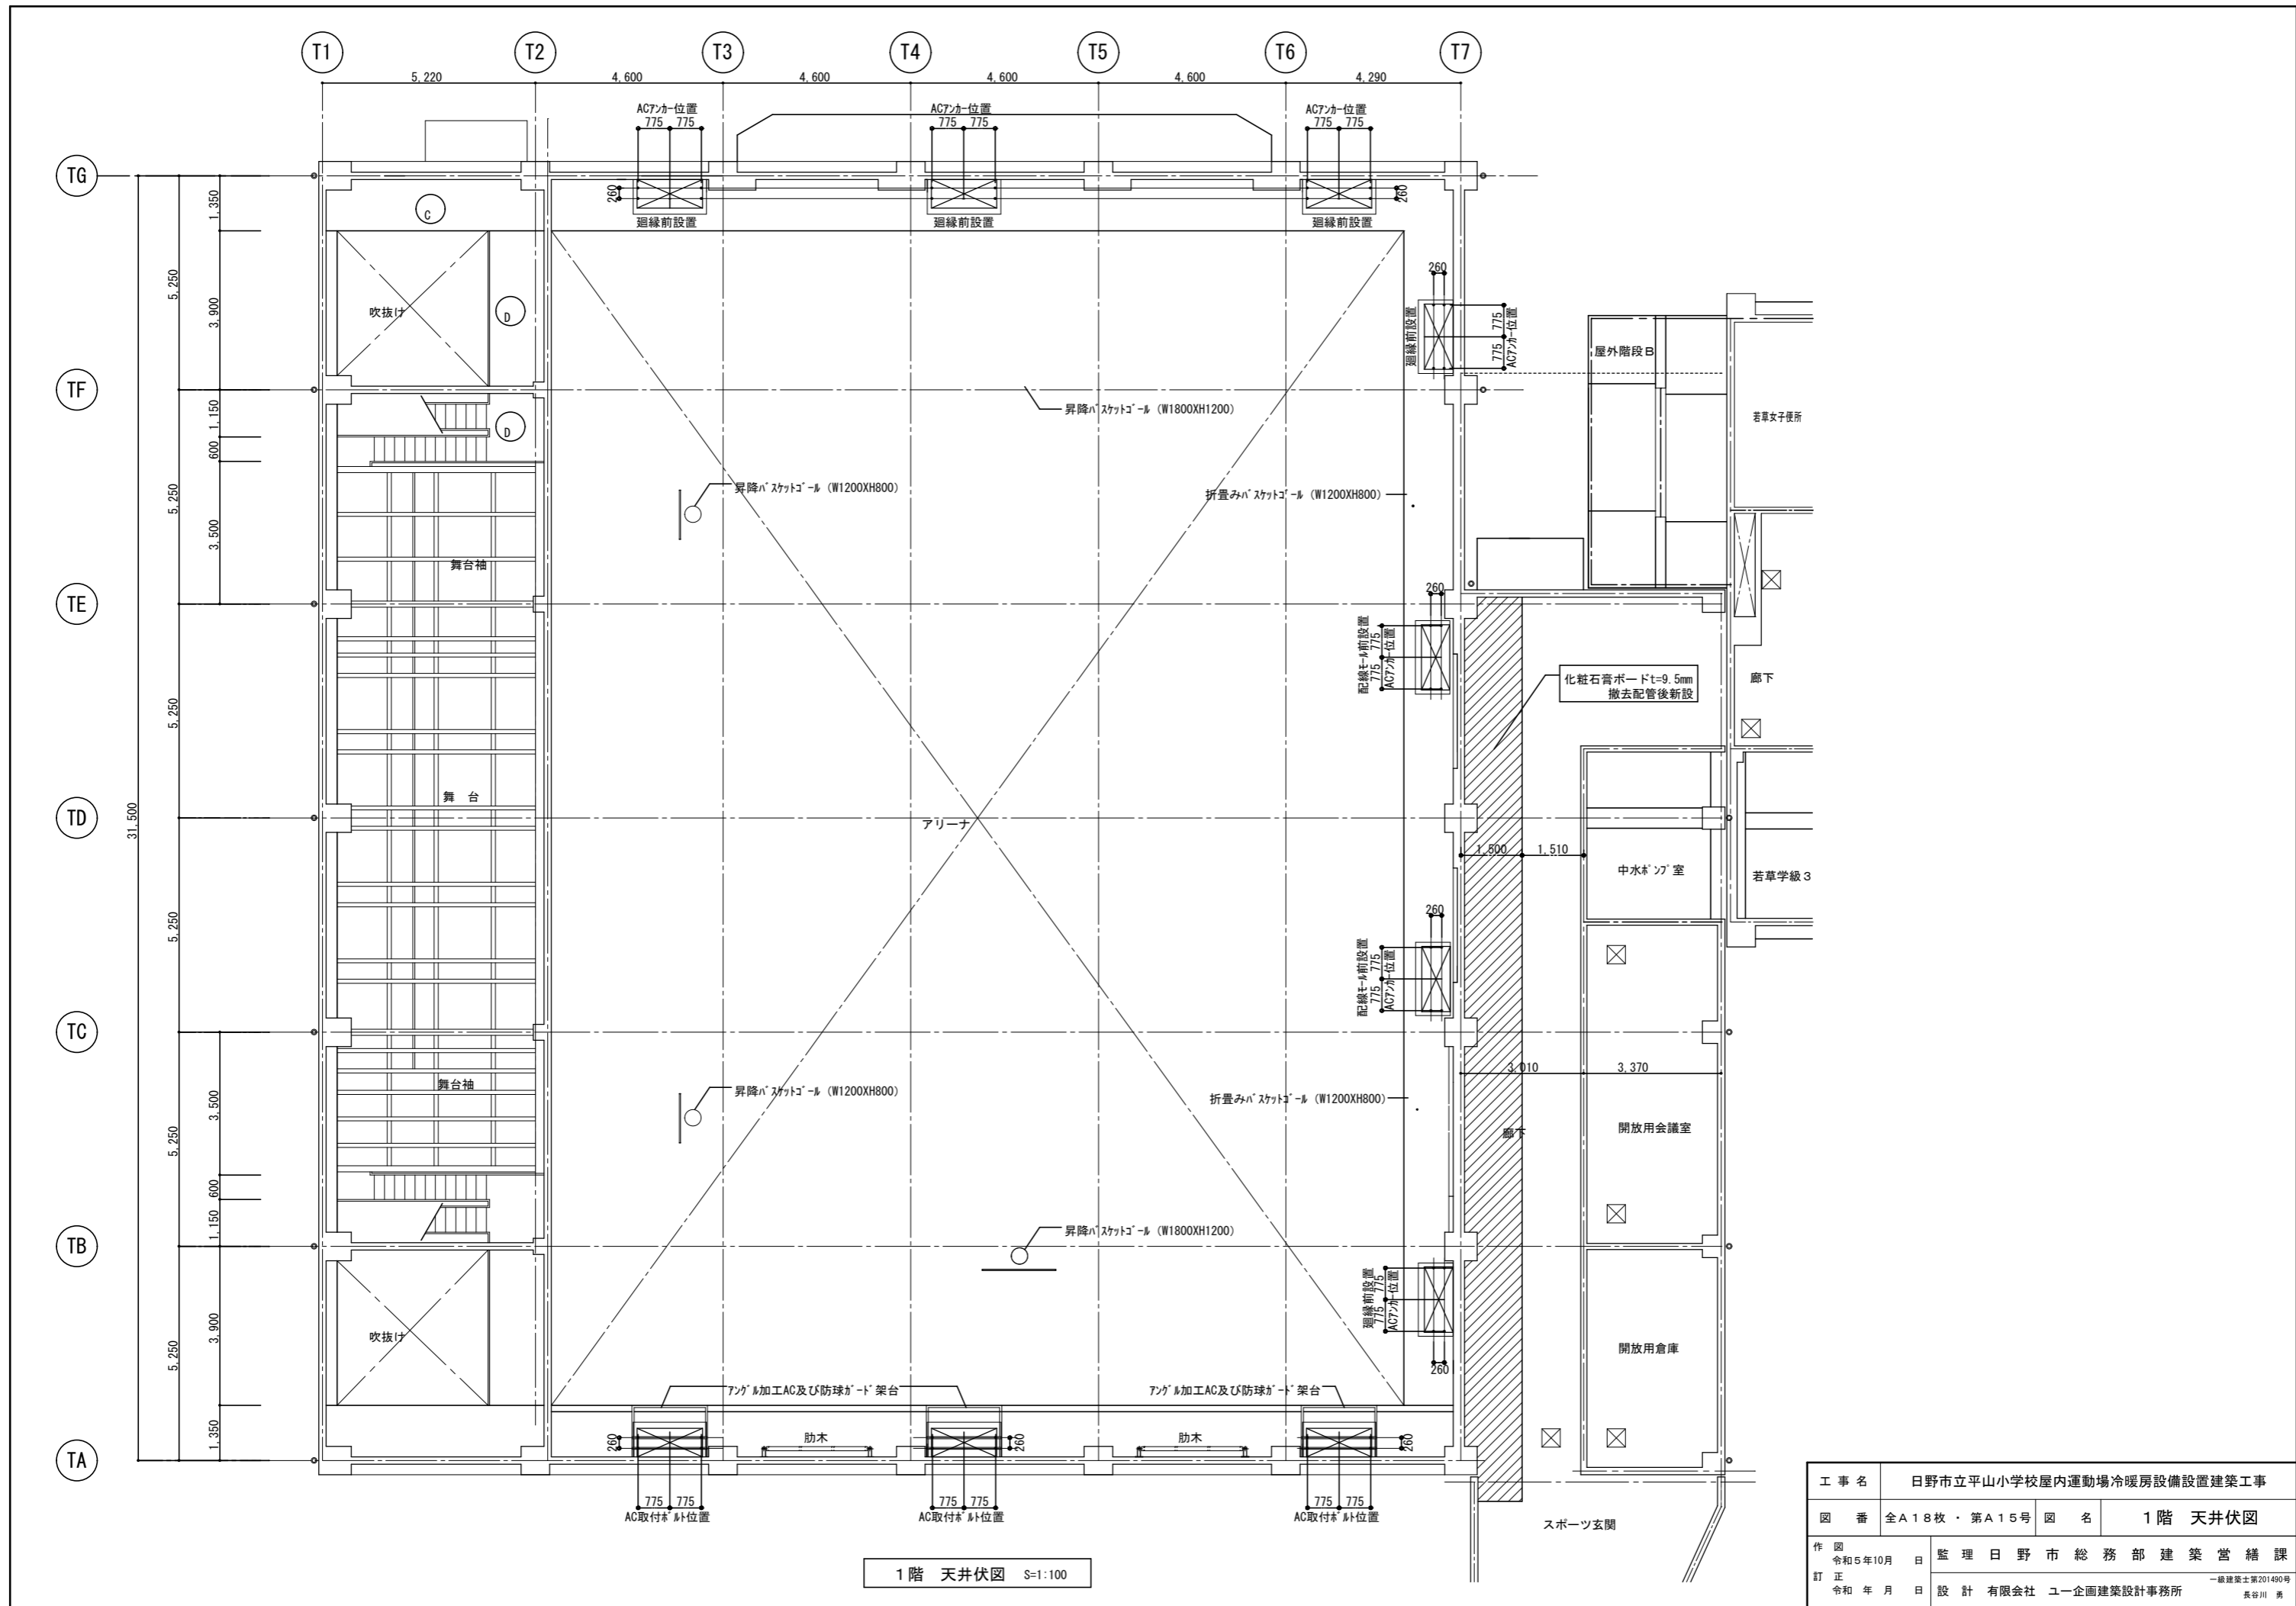 T1 T2 T3 T4 T5 T6 T7
5,220 4,600 4,600 4,600 4,600 4,290
ACｱﾝｶｰ位置 ACｱﾝｶｰ位置 ACｱﾝｶｰ位置
775 775 775 775 775 775
TG
260 260
廻縁前設置 廻縁前設置 廻縁前設置
C
1,350
5,250
3,900
吹抜け
D
260
廻縁前設置
775
775
ACｱﾝｶｰ位置
屋外階段B
TF
昇降ﾊﾞｽｹｯﾄｺﾞｰﾙ (W1800XH1200)
若草女子便所
1,150
D
600
昇降ﾊﾞｽｹｯﾄｺﾞｰﾙ (W1200XH800)
折畳みﾊﾞｽｹｯﾄｺﾞｰﾙ (W1200XH800)
5,250
3,500
舞台袖
TE
260
配線ﾓｰﾙ前設置
775
775
ACｱﾝｶｰ位置
化粧石膏ボードt=9.5mm
撤去配管後新設
廊下
5,250
31,500
舞 台
TD
アリーナ
1,500 1,510
中水ﾎﾟﾝﾌﾟ室
若草学級3
5,250
260
配線ﾓｰﾙ前設置
775
775
ACｱﾝｶｰ位置
TC
3,010 3,370
舞台袖
昇降ﾊﾞｽｹｯﾄｺﾞｰﾙ (W1200XH800)
折畳みﾊﾞｽｹｯﾄｺﾞｰﾙ (W1200XH800)
3,500
5,250
廊下
開放用会議室
600
1,150
昇降ﾊﾞｽｹｯﾄｺﾞｰﾙ (W1800XH1200)
TB
廻縁前設置
775
775
ACｱﾝｶｰ位置
260
吹抜け
3,900
5,250
開放用倉庫
ｱﾝｸﾞﾙ加工AC及び防球ｶﾞｰﾄﾞ架台 ｱﾝｸﾞﾙ加工AC及び防球ｶﾞｰﾄﾞ架台
1,350
260 肋木 260 肋木 260
TA
775 775 775 775 775 775
AC取付ﾎﾞﾙﾄ位置 AC取付ﾎﾞﾙﾄ位置 AC取付ﾎﾞﾙﾄ位置
スポーツ玄関
1階 天井伏図 S=1:100
工事名 日野市立平山小学校屋内運動場冷暖房設備設置建築工事
図 番 全A18枚 ・ 第A15号 図 名 1階 天井伏図
作 図
令和5年10月 日
監 理 日 野 市 総 務 部 建 築 営 繕 課
訂 正
令和 年 月 日
設 計 有限会社 ユー企画建築設計事務所
一級建築士第201490号
長谷川 勇